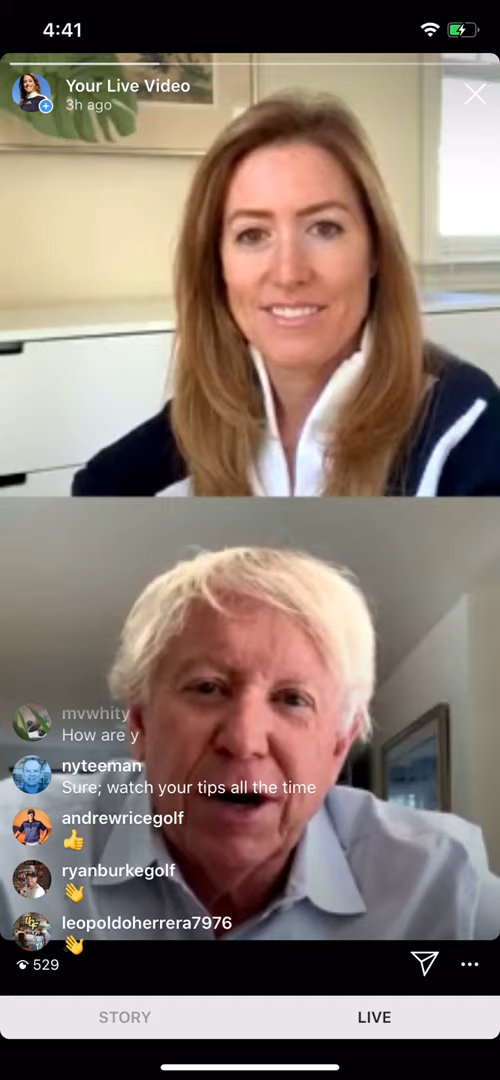 4:41
Your Live Video
3h ago
mvwhity
How are y
nyteeman
Sure; watch your tips all the time
andrewricegolf
👍
ryanburkegolf
👋
leopoldoherrera7976
👋
529
STORY
LIVE